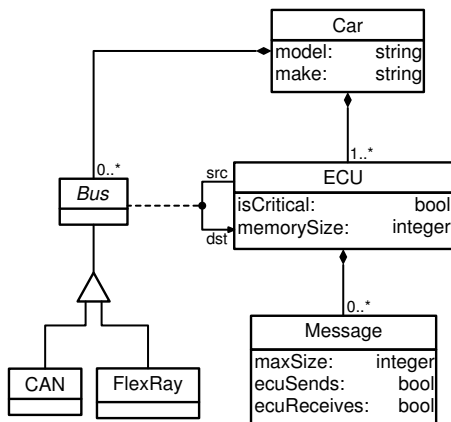 Car
model: string
make: string
0..*
1..*
src
Bus
ECU
isCritical: bool
memorySize: integer
dst
0..*
Message
CAN
FlexRay
maxSize: integer
ecuSends: bool
ecuReceives: bool